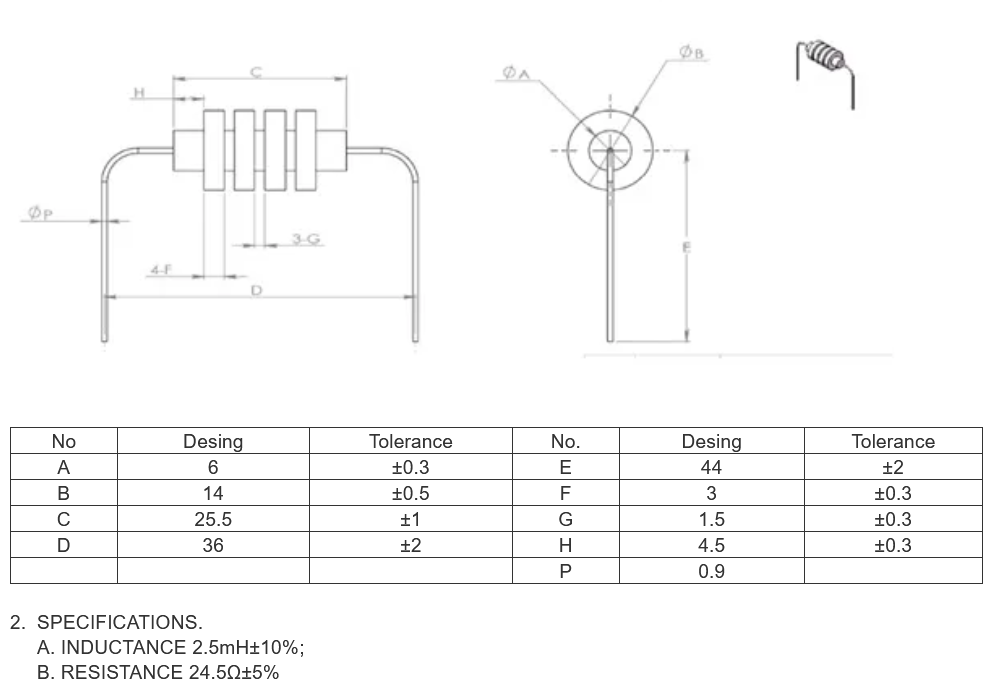 C
H
ØA
ØB
ØP
3-G
4-F
D
E
No Desing Tolerance No. Desing Tolerance
A 6 ±0.3 E 44 ±2
B 14 ±0.5 F 3 ±0.3
C 25.5 ±1 G 1.5 ±0.3
D 36 ±2 H 4.5 ±0.3
P 0.9
2. SPECIFICATIONS.
A. INDUCTANCE 2.5mH±10%;
B. RESISTANCE 24.5Ω±5%